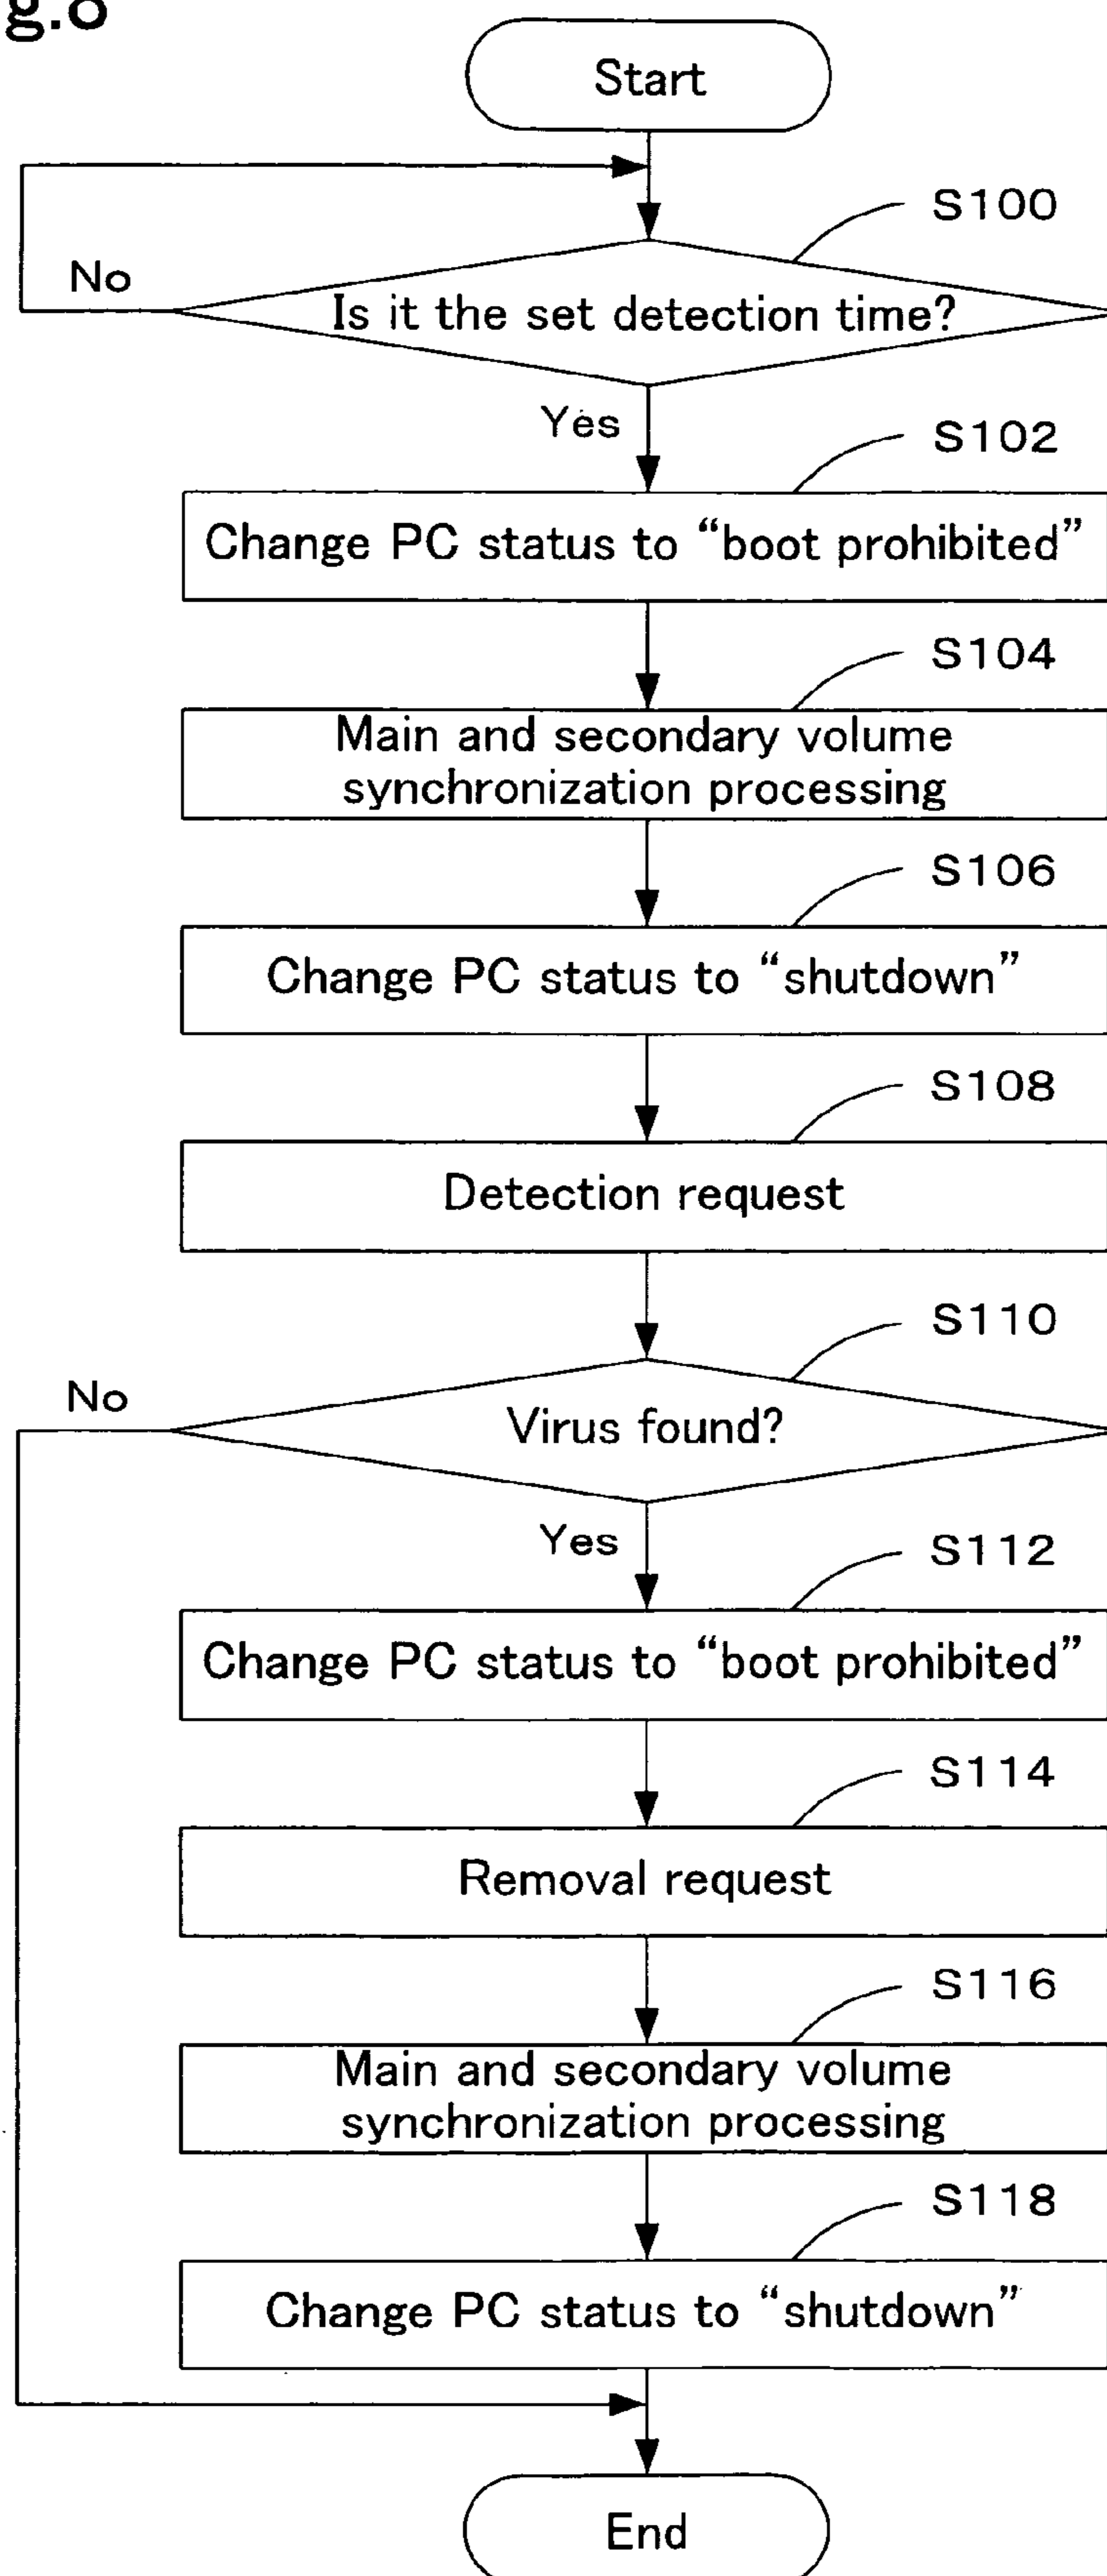 g.8
Start
S100
No
Is it the set detection time?
Yes
S102
Change PC status to “boot prohibited”
S104
Main and secondary volume
synchronization processing
S106
Change PC status to “shutdown”
S108
Detection request
S110
No
Virus found?
Yes
S112
Change PC status to “boot prohibited”
S114
Removal request
S116
Main and secondary volume
synchronization processing
S118
Change PC status to “shutdown”
End